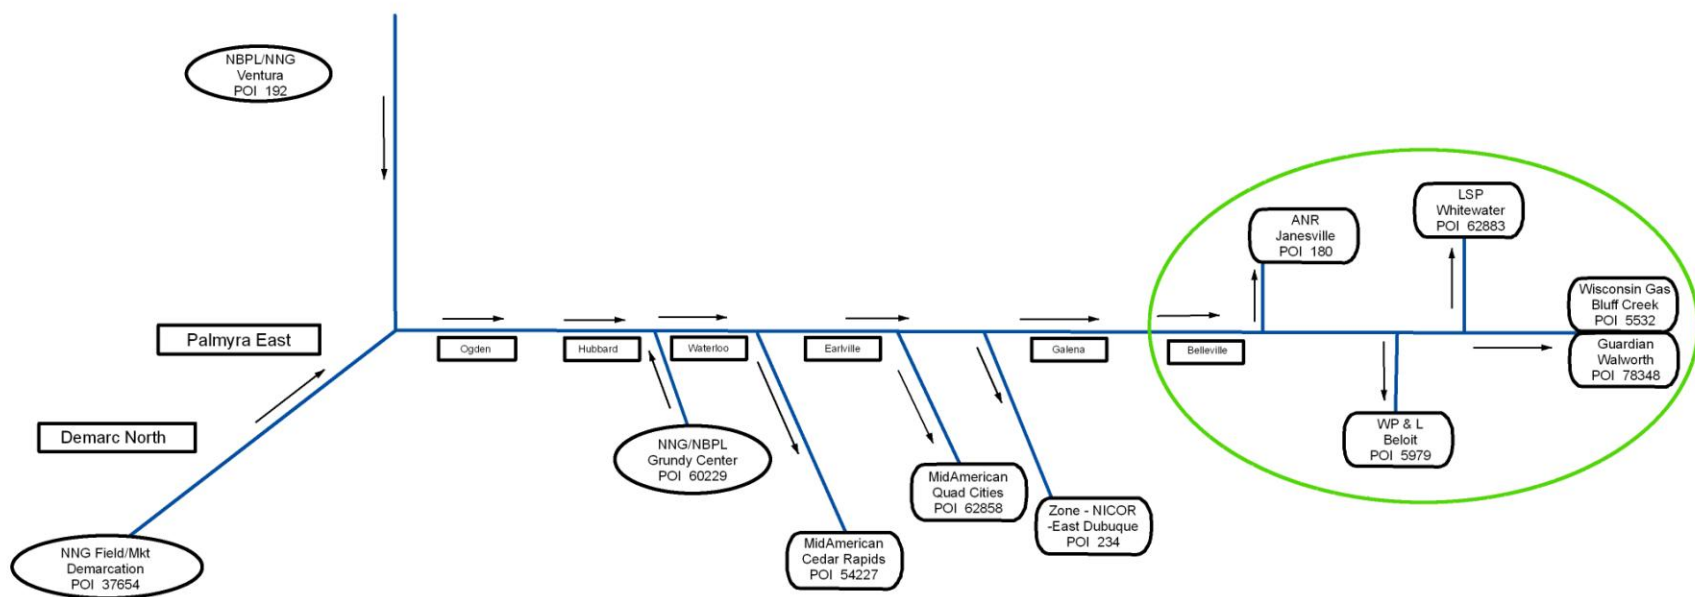 NBPL/NNG
Ventura
POI 192
LSP
Whitewater
POI 62883
ANR
Janesville
POI 180
Wisconsin Gas
Bluff Creek
POI 5532
Guardian
Walworth
POI 78348
Palmyra East
Ogden
Hubbard
Waterloo
Earlville
Galena
Belleville
Demarc North
NNG/NBPL
Grundy Center
POI 60229
WP & L
Beloit
POI 5979
MidAmerican
Quad Cities
POI 62858
Zone - NICOR
-East Dubuque
POI 234
NNG Field/Mkt
Demarcation
POI 37654
MidAmerican
Cedar Rapids
POI 54227